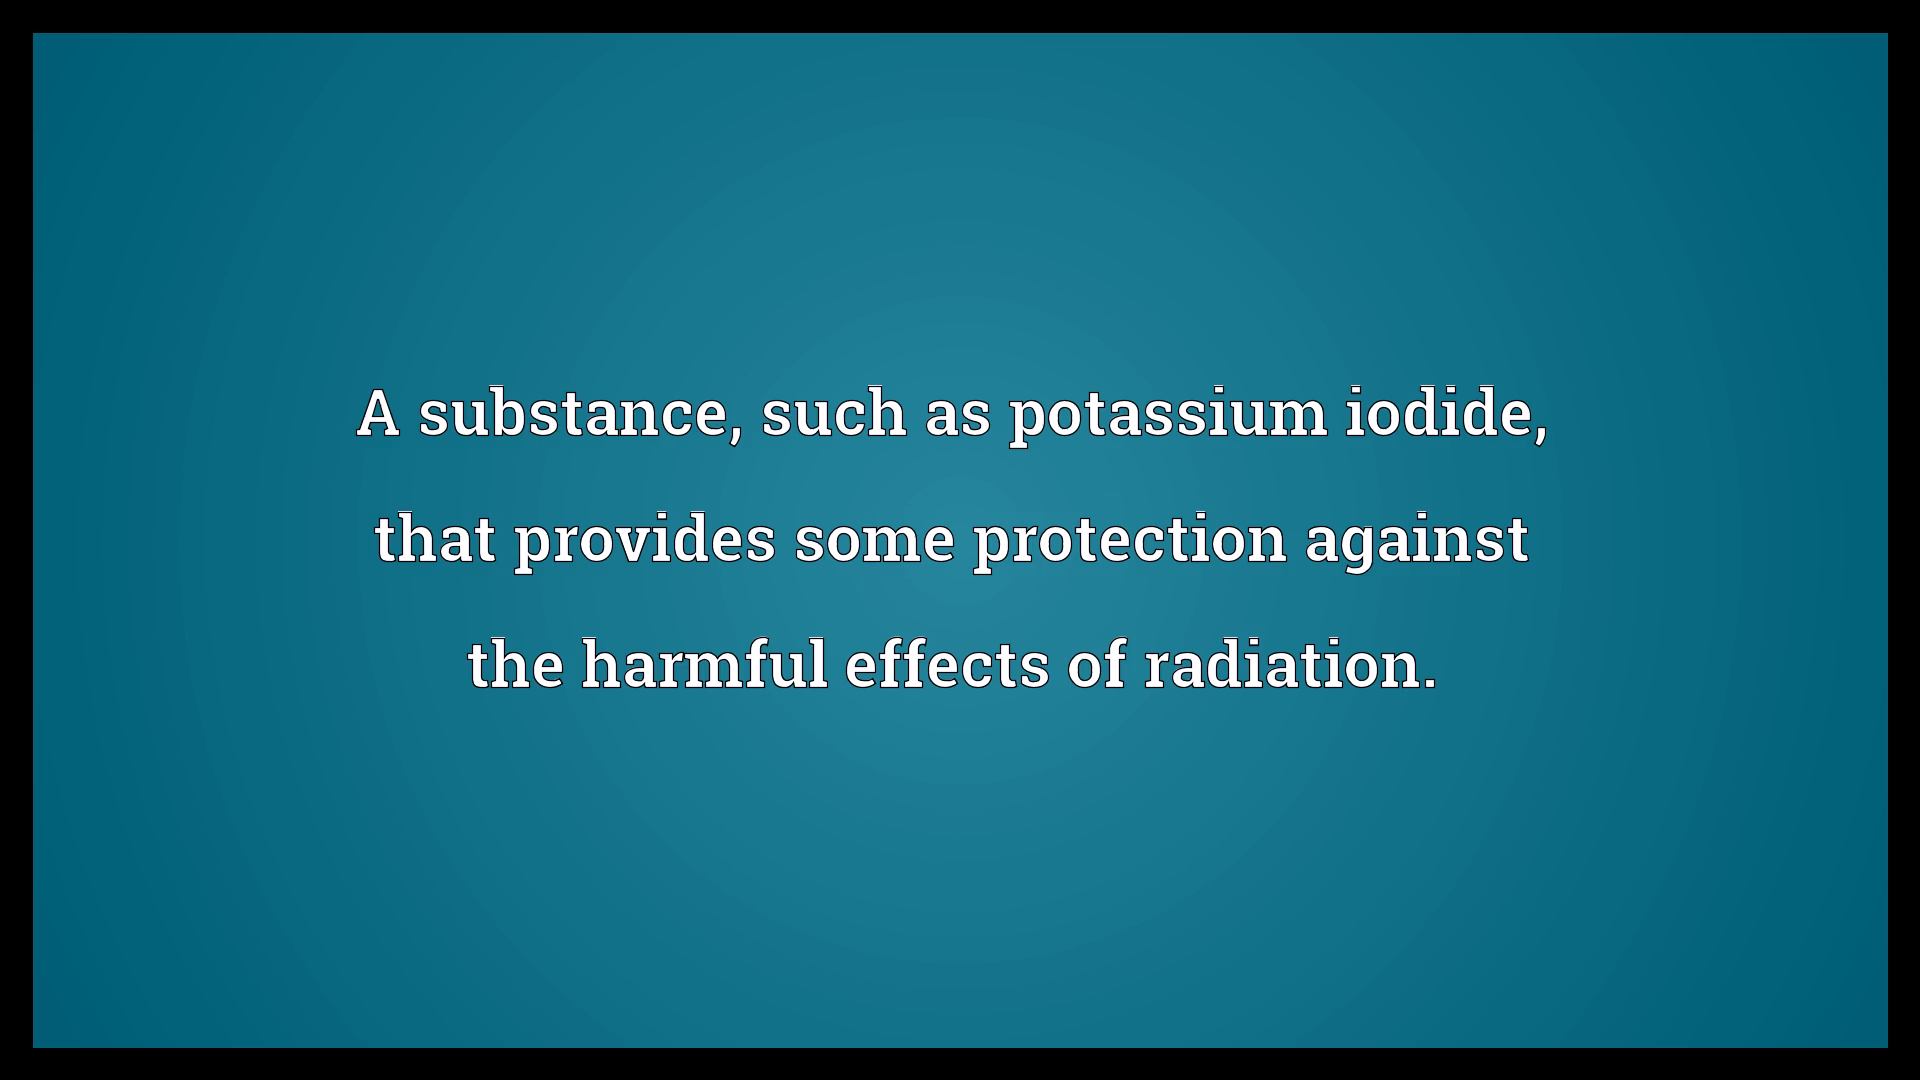 A substance, such as potassium iodide,
that provides some protection against
the harmful effects of radiation.